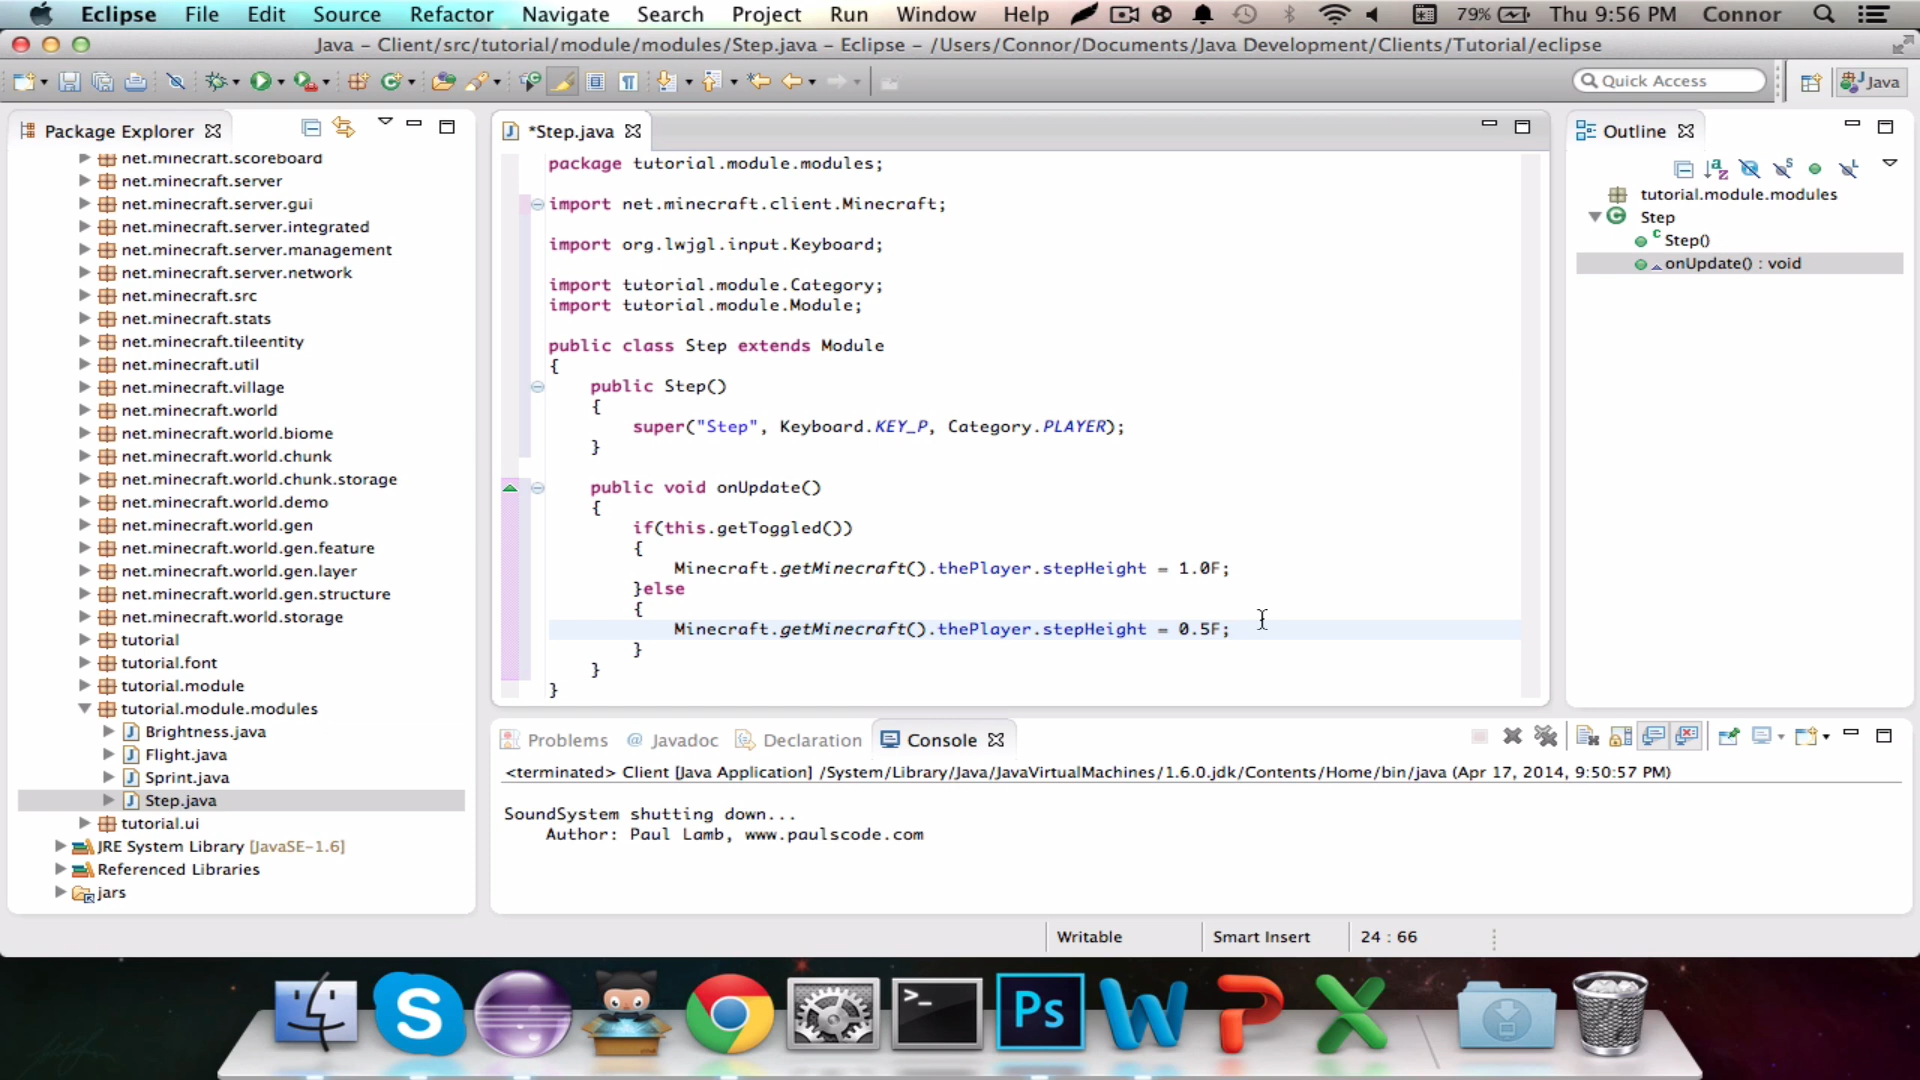 Eclipse File Edit Source Refactor Navigate Search Project Run Window Help 79% Thu 9:56 PM Connor
Java – Client/src/tutorial/module/modules/Step.java – Eclipse – /Users/Connor/Documents/Java Development/Clients/Tutorial/eclipse
Quick Access
Java
Package Explorer
net.minecraft.scoreboard
net.minecraft.server
net.minecraft.server.gui
net.minecraft.server.integrated
net.minecraft.server.management
net.minecraft.server.network
net.minecraft.src
net.minecraft.stats
net.minecraft.tileentity
net.minecraft.util
net.minecraft.village
net.minecraft.world
net.minecraft.world.biome
net.minecraft.world.chunk
net.minecraft.world.chunk.storage
net.minecraft.world.demo
net.minecraft.world.gen
net.minecraft.world.gen.feature
net.minecraft.world.gen.layer
net.minecraft.world.gen.structure
net.minecraft.world.storage
tutorial
tutorial.font
tutorial.module
tutorial.module.modules
Brightness.java
Flight.java
Sprint.java
Step.java
tutorial.ui
JRE System Library [JavaSE-1.6]
Referenced Libraries
jars
*Step.java
package tutorial.module.modules;
import net.minecraft.client.Minecraft;
import org.lwjgl.input.Keyboard;
import tutorial.module.Category;
import tutorial.module.Module;
public class Step extends Module
{
public Step()
{
super("Step", Keyboard.KEY_P, Category.PLAYER);
}
public void onUpdate()
{
if(this.getToggled())
{
Minecraft.getMinecraft().thePlayer.stepHeight = 1.0F;
}else
{
Minecraft.getMinecraft().thePlayer.stepHeight = 0.5F;
}
}
}
Outline
tutorial.module.modules
Step
Step()
onUpdate() : void
Problems @ Javadoc Declaration Console
<terminated> Client [Java Application] /System/Library/Java/JavaVirtualMachines/1.6.0.jdk/Contents/Home/bin/java (Apr 17, 2014, 9:50:57 PM)
SoundSystem shutting down...
Author: Paul Lamb, www.paulscode.com
Writable Smart Insert 24 : 66
Ps